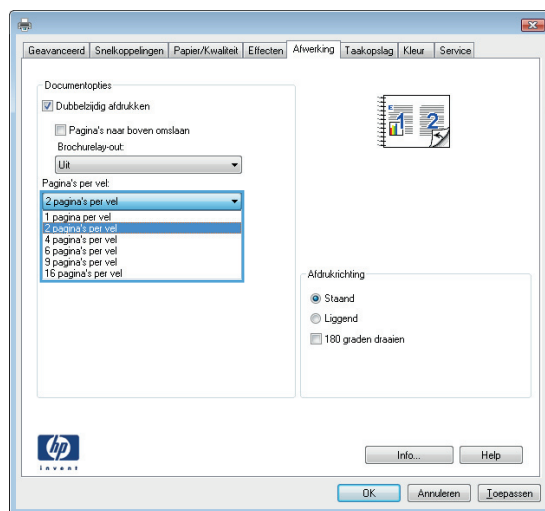 Geavanceerd Snelkoppelingen Papier/Kwaliteit Effecten Afwerking Taakopslag Kleur Service
Documentopties
Dubbelzijdig afdrukken
Pagina's naar boven omslaan
Brochurelay-out:
Uit
Pagina's per vel:
2 pagina's per vel
1 pagina per vel
2 pagina's per vel
4 pagina's per vel
6 pagina's per vel
9 pagina's per vel
16 pagina's per vel
1 2
Afdrukrichting
Staand
Liggend
180 graden draaien
hp
invent
Info... Help
OK Annuleren Toepassen